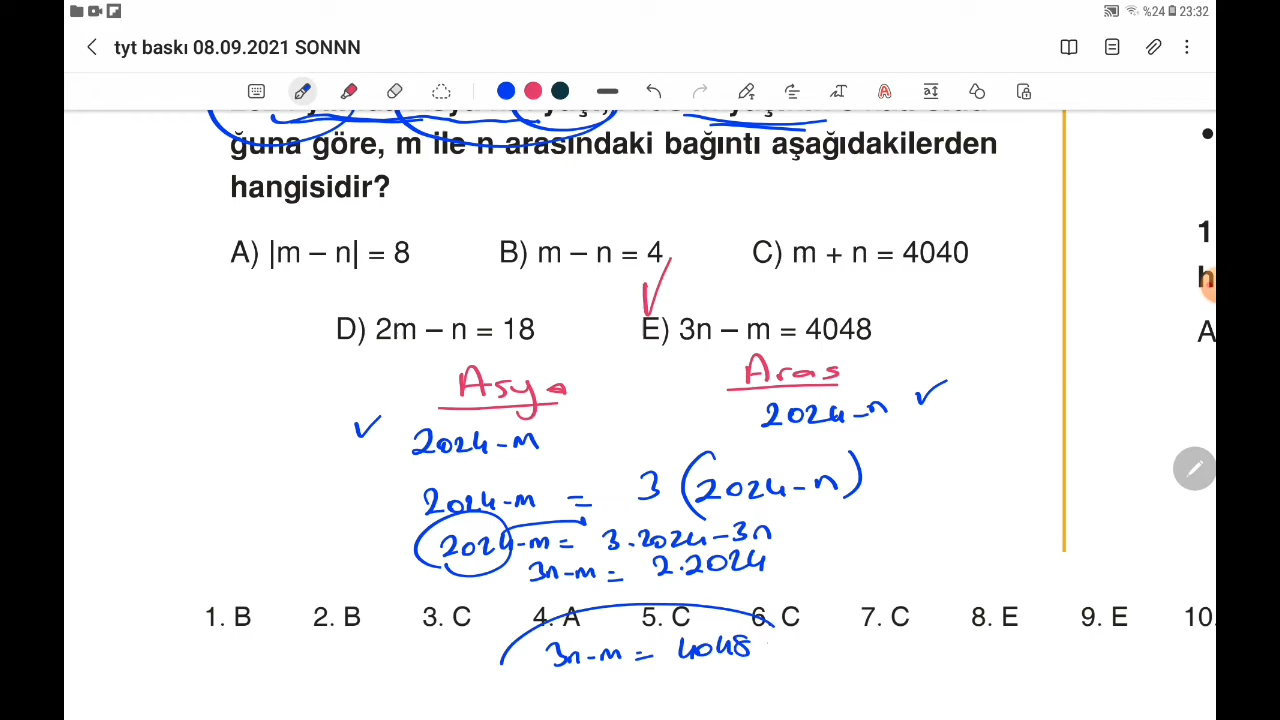 %24 23:32
tyt baskı 08.09.2021 SONNN
ğuna göre, m ile n arasındaki bağıntı aşağıdakilerden
hangisidir?
A) |m – n| = 8 B) m – n = 4 C) m + n = 4040
D) 2m – n = 18 E) 3n – m = 4048
Asya Aras
2024-m 2024-n
2024-m = 3 (2024-n)
2024-m = 3.2024-3n
3n-m = 2.2024
1. B 2. B 3. C 4. A 5. C 6. C 7. C 8. E 9. E 10.
3n-m = 4048
1
h
A